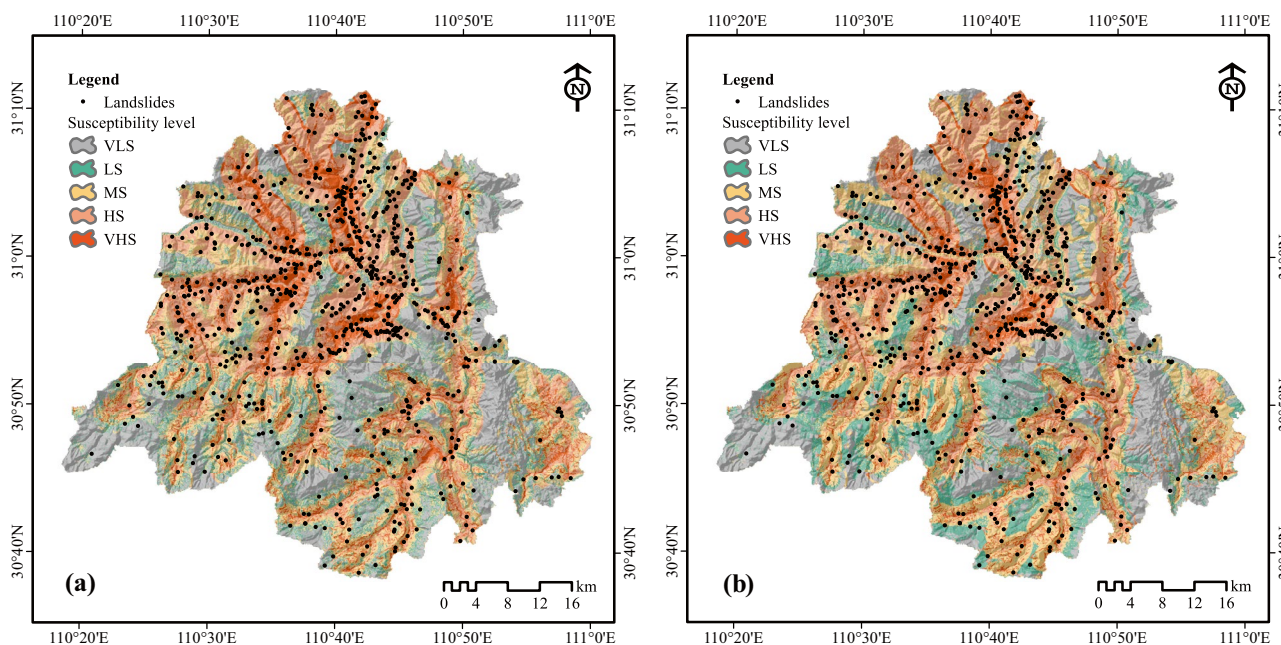 110°20'E 110°30'E 110°40'E 110°50'E 111°0'E
31°10'N
31°0'N
30°50'N
30°40'N
Legend
Landslides
Susceptibility level
VLS
LS
MS
HS
VHS
N
31°10'N
31°0'N
30°50'N
30°40'N
(a)
km
0 4 8 12 16
110°20'E 110°30'E 110°40'E 110°50'E 111°0'E
110°20'E 110°30'E 110°40'E 110°50'E 111°0'E
Legend
Landslides
Susceptibility level
VLS
LS
MS
HS
VHS
N
(b)
km
0 4 8 12 16
110°20'E 110°30'E 110°40'E 110°50'E 111°0'E